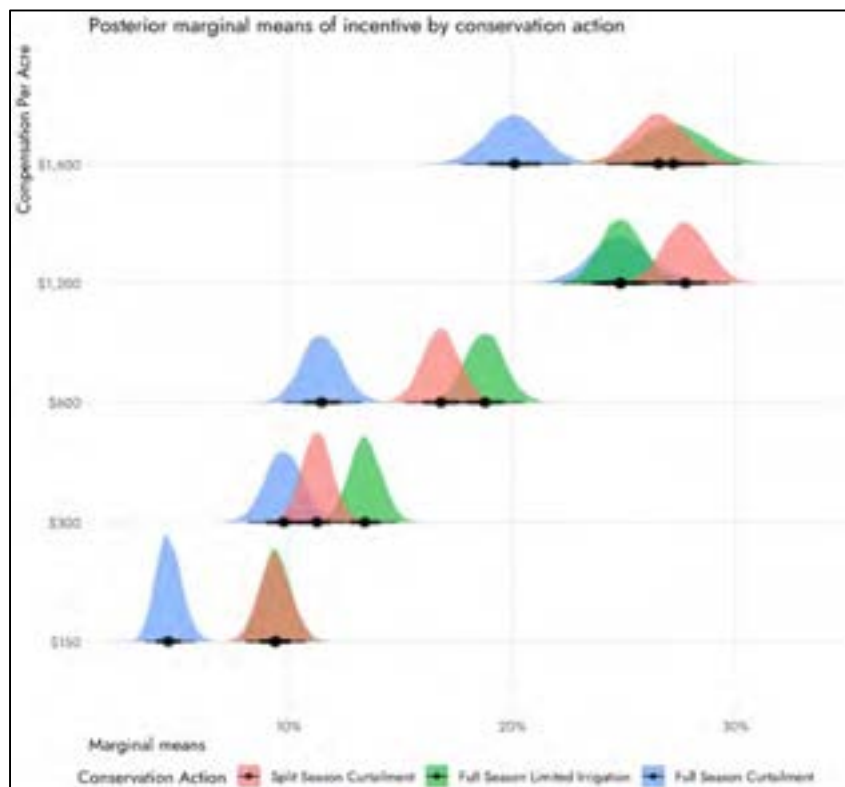 Posterior marginal means of incentive by conservation action
Compensation Per Acre
$1,600
$1,200
$600
$300
$150
10%
20%
30%
Marginal means
Conservation Action Split Season Curtailment Full Season Limited Irrigation Full Season Curtailment